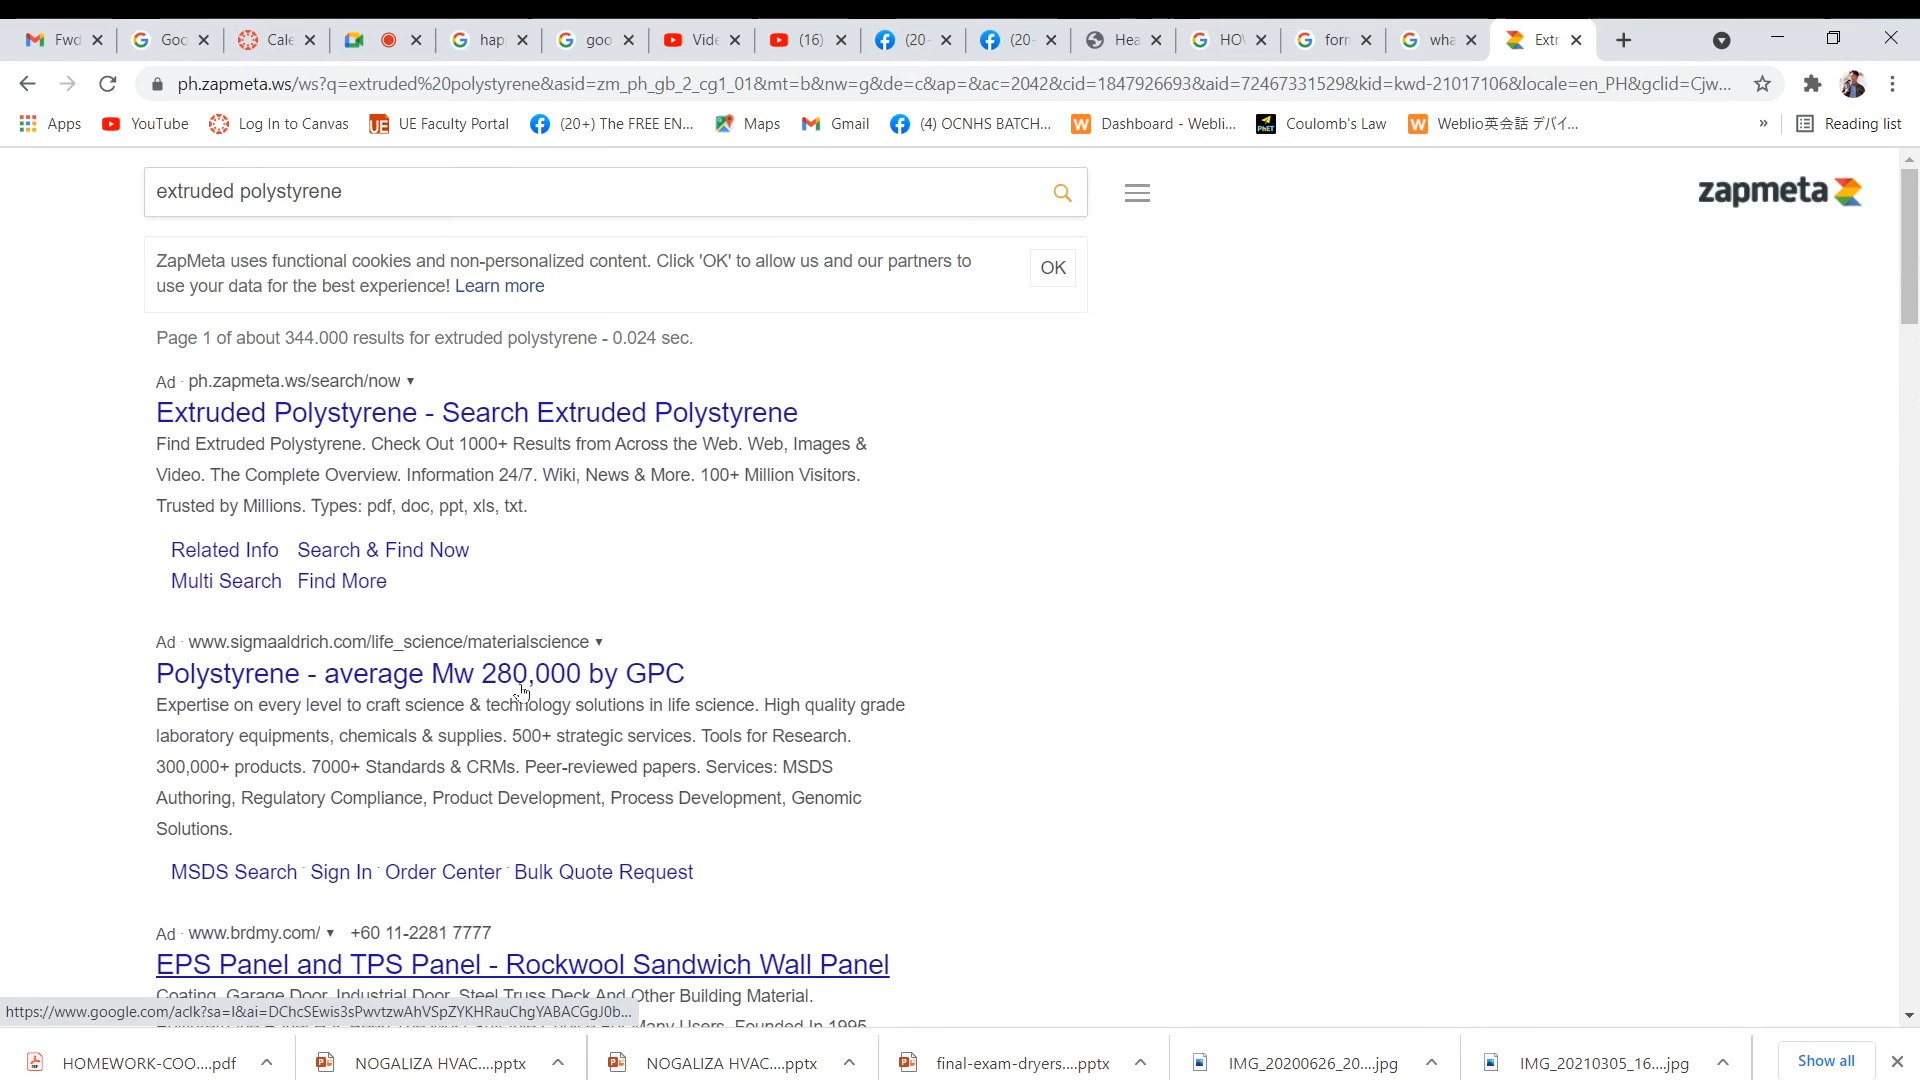 Fwd
Goo
Cale
hap
goo
Vide
(16)
(20-
(20-
Hea
HO
forn
wha
Extr
ph.zapmeta.ws/ws?q=extruded%20polystyrene&asid=zm_ph_gb_2_cg1_01&mt=b&nw=g&de=c&ap=&ac=2042&cid=1847926693&aid=72467331529&kid=kwd-21017106&locale=en_PH&gclid=Cjw...
Apps YouTube Log In to Canvas UE UE Faculty Portal (20+) The FREE EN... Maps Gmail (4) OCNHS BATCH... W Dashboard - Webli... PhET Coulomb's Law W Weblio英会話 デバイ... » Reading list
extruded polystyrene
zapmeta
ZapMeta uses functional cookies and non-personalized content. Click 'OK' to allow us and our partners to
use your data for the best experience! Learn more
OK
Page 1 of about 344.000 results for extruded polystyrene - 0.024 sec.
Ad · ph.zapmeta.ws/search/now
Extruded Polystyrene - Search Extruded Polystyrene
Find Extruded Polystyrene. Check Out 1000+ Results from Across the Web. Web, Images &
Video. The Complete Overview. Information 24/7. Wiki, News & More. 100+ Million Visitors.
Trusted by Millions. Types: pdf, doc, ppt, xls, txt.
Related Info Search & Find Now
Multi Search Find More
Ad · www.sigmaaldrich.com/life_science/materialscience
Polystyrene - average Mw 280,000 by GPC
Expertise on every level to craft science & technology solutions in life science. High quality grade
laboratory equipments, chemicals & supplies. 500+ strategic services. Tools for Research.
300,000+ products. 7000+ Standards & CRMs. Peer-reviewed papers. Services: MSDS
Authoring, Regulatory Compliance, Product Development, Process Development, Genomic
Solutions.
MSDS Search · Sign In · Order Center · Bulk Quote Request
Ad · www.brdmy.com/ +60 11-2281 7777
EPS Panel and TPS Panel - Rockwool Sandwich Wall Panel
Coating, Garage Door, Industrial Door, Steel Truss Deck And Other Building Material.
Many Users. Founded In 1995.
https://www.google.com/aclk?sa=l&ai=DChcSEwis3sPwvtzwAhVSpZYKHRauChgYABACGgJ0b...
HOMEWORK-COO....pdf
NOGALIZA HVAC....pptx
NOGALIZA HVAC....pptx
final-exam-dryers....pptx
IMG_20200626_20....jpg
IMG_20210305_16....jpg
Show all